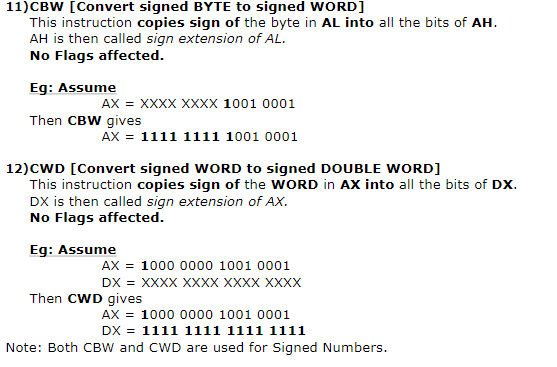 11)CBW [Convert signed BYTE to signed WORD]
This instruction copies sign of the byte in AL into all the bits of AH.
AH is then called sign extension of AL.
No Flags affected.
Eg: Assume
AX = XXXX XXXX 1001 0001
Then CBW gives
AX = 1111 1111 1001 0001
12)CWD [Convert signed WORD to signed DOUBLE WORD]
This instruction copies sign of the WORD in AX into all the bits of DX.
DX is then called sign extension of AX.
No Flags affected.
Eg: Assume
AX = 1000 0000 1001 0001
DX = XXXX XXXX XXXX XXXX
Then CWD gives
AX = 1000 0000 1001 0001
DX = 1111 1111 1111 1111
Note: Both CBW and CWD are used for Signed Numbers.